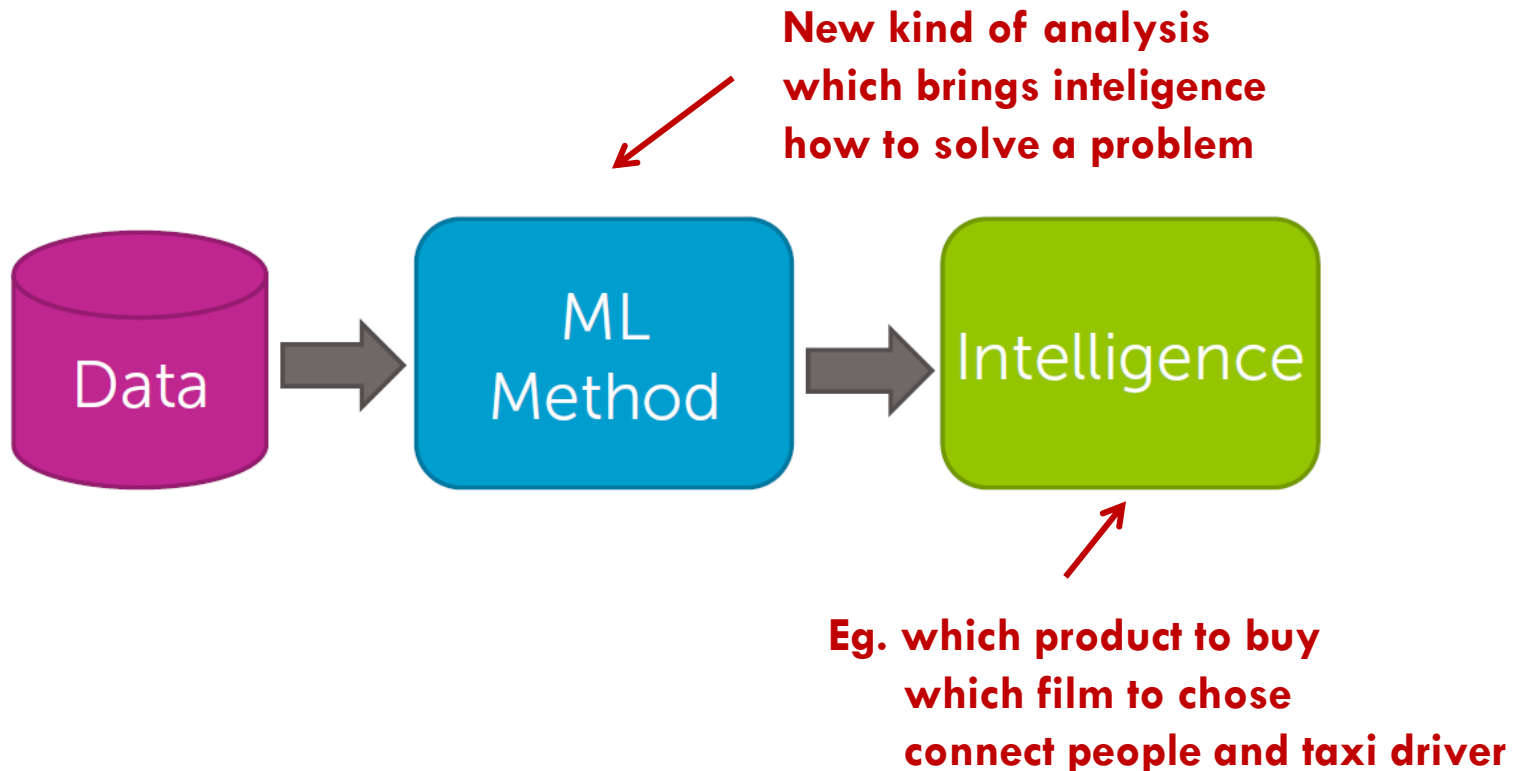 New kind of analysis
which brings inteligence
how to solve a problem
Data
ML
Method
Intelligence
Eg. which product to buy
which film to chose
connect people and taxi driver